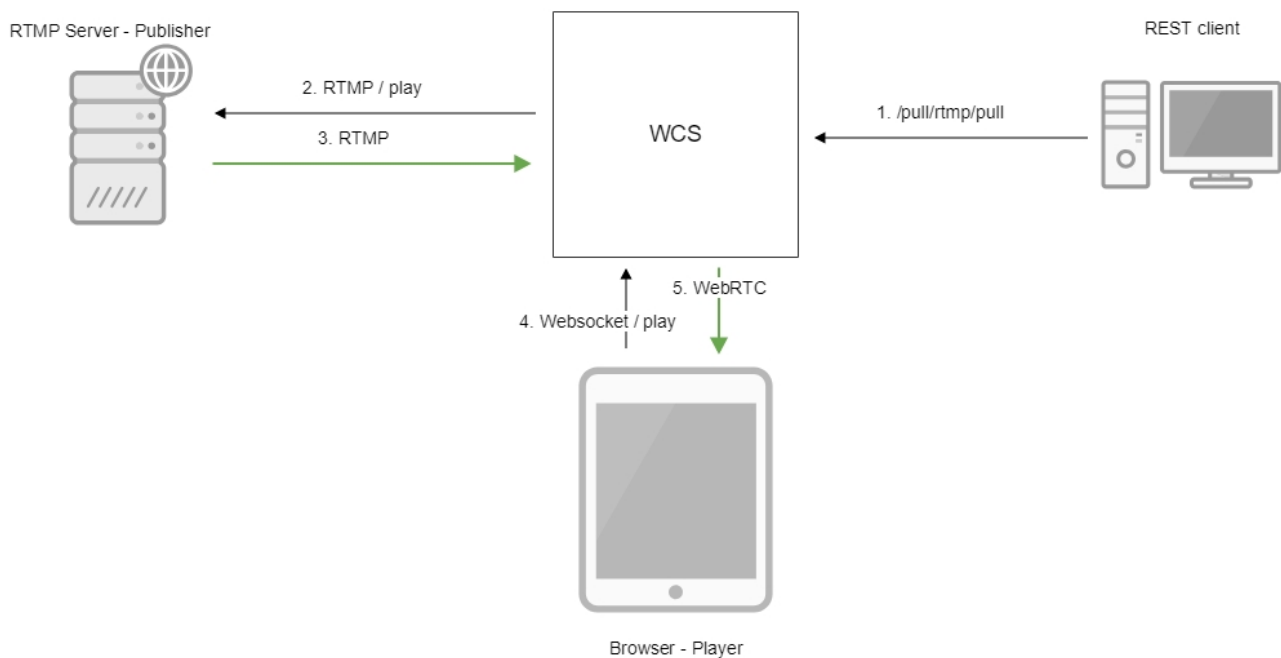 RTMP Server - Publisher
REST client
2. RTMP / play
1. /pull/rtmp/pull
3. RTMP
WCS
5. WebRTC
4. Websocket / play
Browser - Player